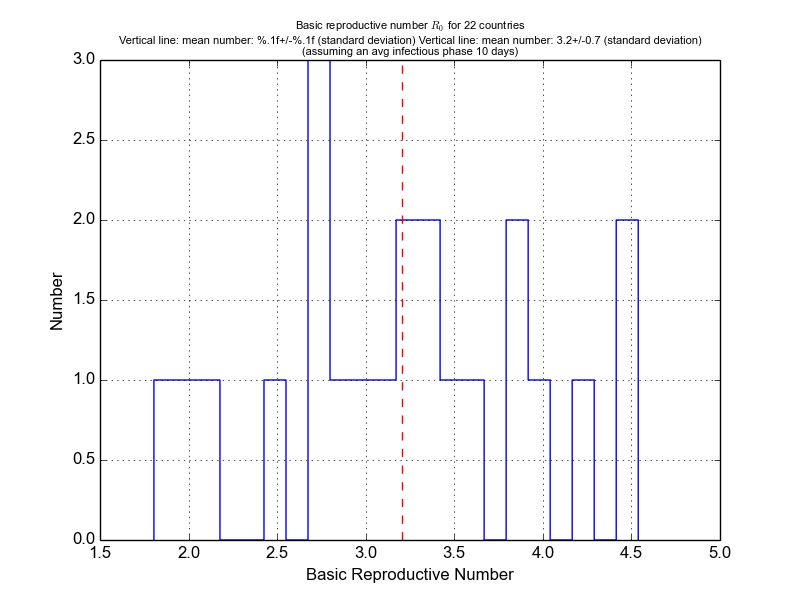 Basic reproductive number R₀ for 22 countries
Vertical line: mean number: %.1f+/-%.1f (standard deviation) Vertical line: mean number: 3.2+/-0.7 (standard deviation)
(assuming an avg infectious phase 10 days)
3.0
2.5
2.0
1.5
1.0
0.5
0.0
Number
1.5 2.0 2.5 3.0 3.5 4.0 4.5 5.0
Basic Reproductive Number